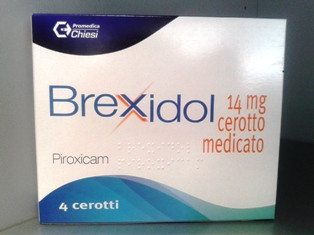 Promedica
Chiesi
Brexidol
14 mg
cerotto
medicato
Piroxicam
4 cerotti